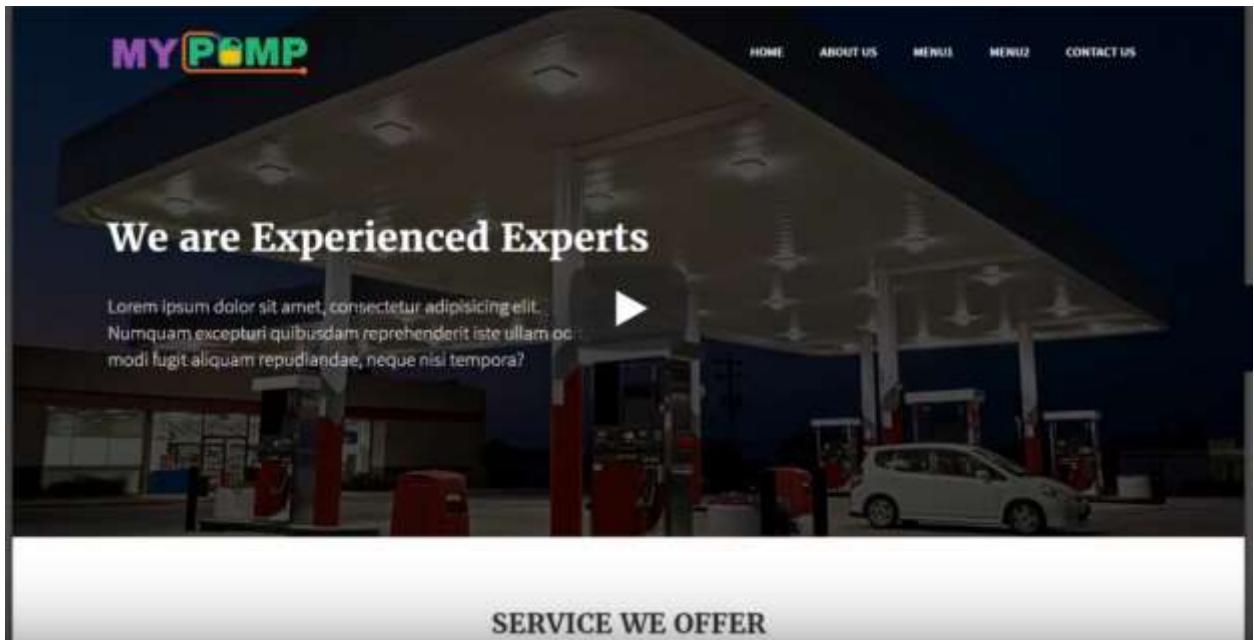 MY PUMP
HOME ABOUT US MENU1 MENU2 CONTACT US
We are Experienced Experts
Lorem ipsum dolor sit amet, consectetur adipisicing elit.
Numquam excepturi quibusdam reprehenderit iste ullam oc
modi fugit aliquam repudiandae, neque nisi tempora?
SERVICE WE OFFER